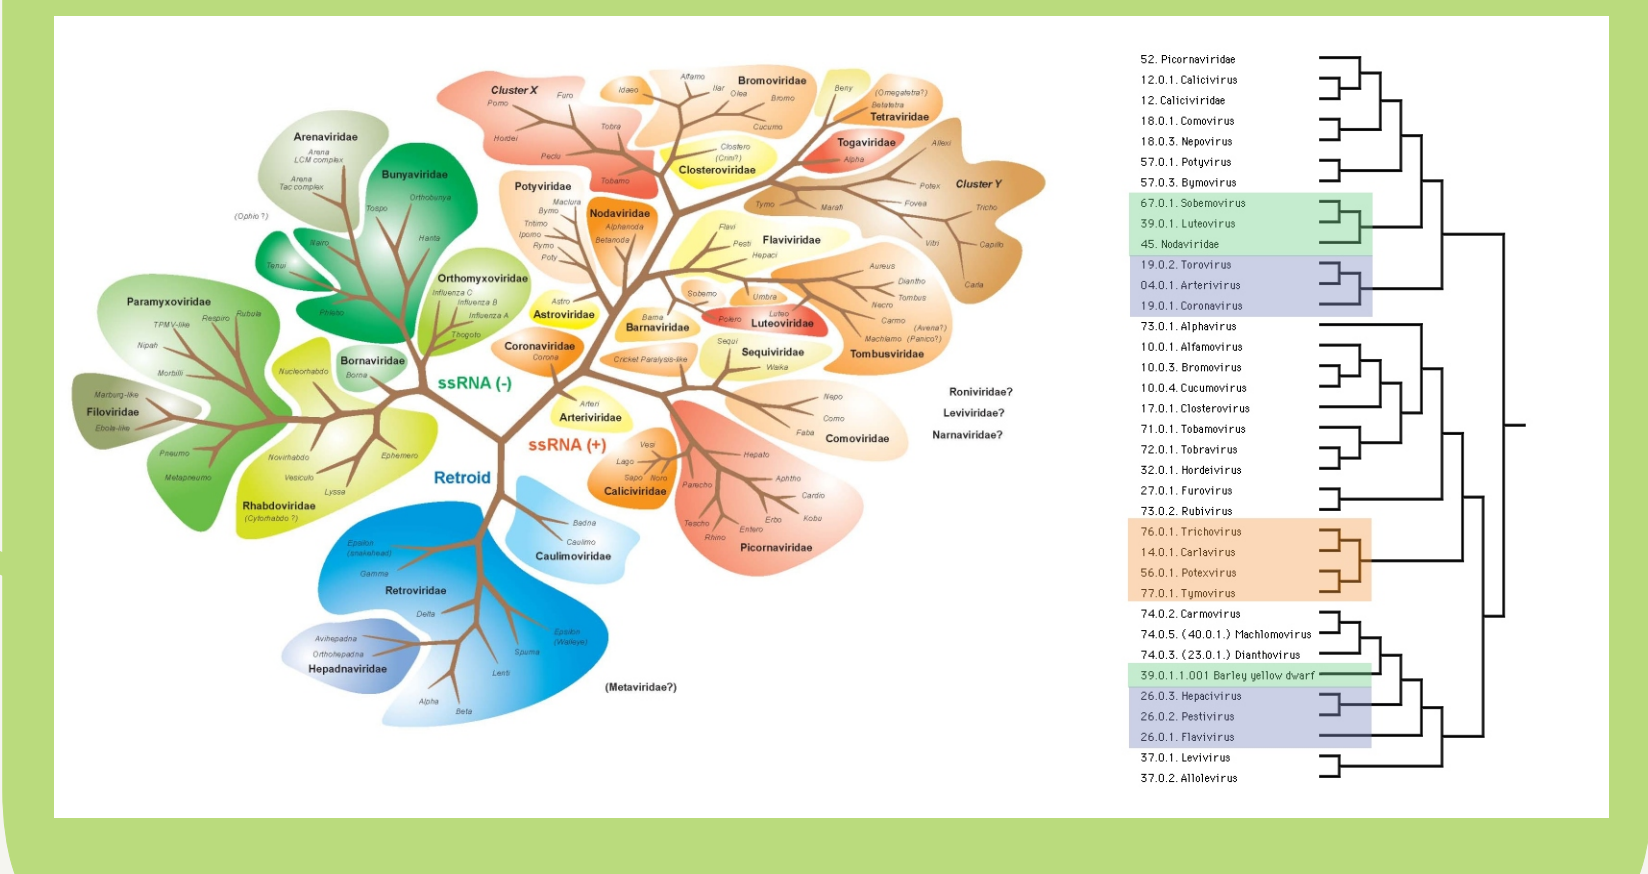 Cluster X
Pomo
Furo
Hordei
Tobra
Peclu
Tobamo
Idaeo
Alfamo
Ilar
Olea
Bromoviridae
Bromo
Cucumo
Beny
(Omegatetra?)
Betatetra
Tetraviridae
Clostero
(Crini?)
Closteroviridae
Togaviridae
Alpha
Allexi
Potex
Cluster Y
Tymo
Marafi
Fovea
Tricho
Vitri
Capillo
Carla
Arenaviridae
Arena
LCM complex
Arena
Tac complex
(Ophio ?)
Bunyaviridae
Orthobunya
Tospo
Hanta
Nairo
Tenui
Phlebo
Potyviridae
Maclura
Bymo
Tritimo
Ipomo
Rymo
Poty
Nodaviridae
Alphanoda
Betanoda
Flavi
Pesti
Flaviviridae
Hepaci
Orthomyxoviridae
Influenza C
Influenza B
Influenza A
Thogoto
Astro
Astroviridae
Sobemo
Umbra
Barna
Barnaviridae
Polero
Luteo
Luteoviridae
Aureus
Diantho
Tombus
Necro
Carmo
(Avena?)
Machlomo
(Panico?)
Tombusviridae
Paramyxoviridae
TPMV-like
Respiro
Rubula
Nipah
Morbilli
Marburg-like
Filoviridae
Ebola-like
Pneumo
Metapneumo
Nucleorhabdo
Bornaviridae
Borna
ssRNA (-)
Coronaviridae
Corona
Cricket Paralysis-like
Sequi
Sequiviridae
Waika
Arteri
Arteriviridae
ssRNA (+)
Nepo
Como
Faba
Comoviridae
Roniviridae?
Leviviridae?
Narnaviridae?
Novirhabdo
Ephemero
Vesiculo
Lyssa
Rhabdoviridae
(Cytorhabdo ?)
Retroid
Vesi
Lago
Sapo
Noro
Caliciviridae
Hepato
Parecho
Aphtho
Cardio
Kobu
Erbo
Entero
Tescho
Rhino
Picornaviridae
Badna
Caulimo
Caulimoviridae
Epsilon
(snakehead)
Gamma
Retroviridae
Delta
Epsilon
(Walleye)
Spuma
Lenti
Avihepadna
Orthohepadna
Hepadnaviridae
Alpha
Beta
(Metaviridae?)
52. Picornaviridae
12.0.1. Calicivirus
12. Caliciviridae
18.0.1. Comovirus
18.0.3. Nepovirus
57.0.1. Potyvirus
57.0.3. Bymovirus
67.0.1. Sobemovirus
39.0.1. Luteovirus
45. Nodaviridae
19.0.2. Torovirus
04.0.1. Arterivirus
19.0.1. Coronavirus
73.0.1. Alphavirus
10.0.1. Alfamovirus
10.0.3. Bromovirus
10.0.4. Cucumovirus
17.0.1. Closterovirus
71.0.1. Tobamovirus
72.0.1. Tobravirus
32.0.1. Hordeivirus
27.0.1. Furovirus
73.0.2. Rubivirus
76.0.1. Trichovirus
14.0.1. Carlavirus
56.0.1. Potexvirus
77.0.1. Tymovirus
74.0.2. Carmovirus
74.0.5. (40.0.1.) Machlomovirus
74.0.3. (23.0.1.) Dianthovirus
39.0.1.1.001 Barley yellow dwarf
26.0.3. Hepacivirus
26.0.2. Pestivirus
26.0.1. Flavivirus
37.0.1. Levivirus
37.0.2. Allolevirus